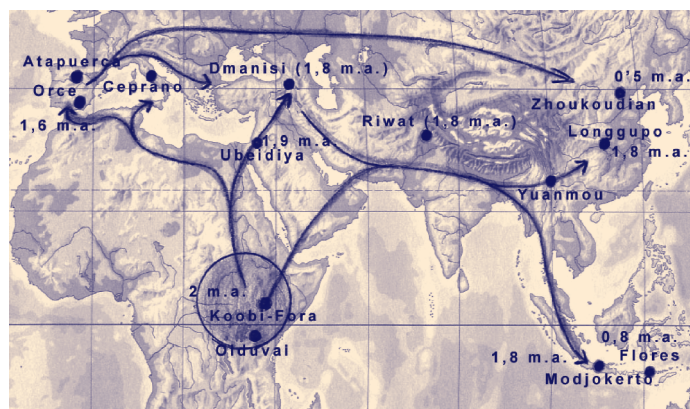 Atapuerca
Orce
Ceprano
1,6 m.a.
Dmanisi (1,8 m.a.)
1,9 m.a.
Ubeidiya
Riwat (1,8 m.a.)
0'5 m.a.
Zhoukoudian
Longgupo
1,8 m.a.
Yuanmou
2 m.a.
Koobi-Fora
Olduval
0,8 m.a.
Flores
1,8 m.a.
Modjokerto